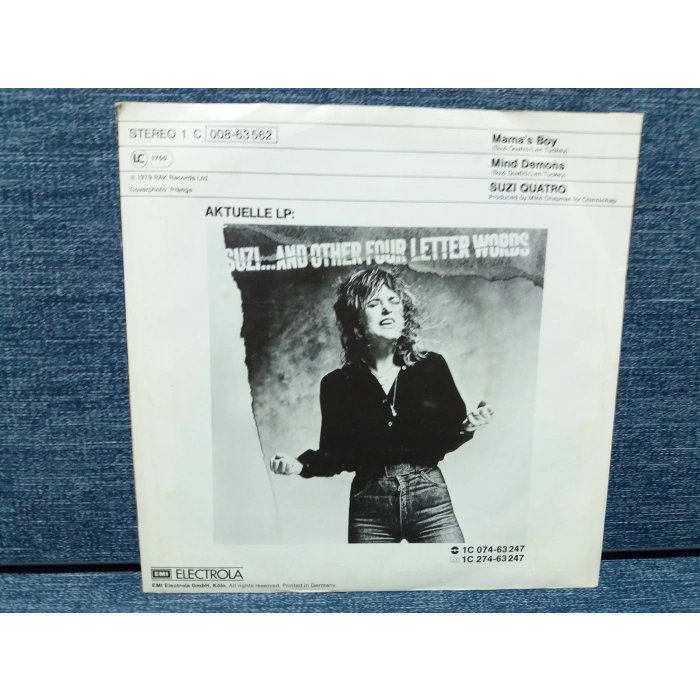 STEREO 1 C 008-63 562
LC 1750
℗ 1979 RAK Records Ltd.
Coverphoto: Prange
Mama's Boy
(Suzi Quatro/Len Tuckey)
Mind Demons
(Suzi Quatro/Len Tuckey)
SUZI QUATRO
Produced by Mike Chapman for Chinnichap
AKTUELLE LP:
SUZI...AND OTHER FOUR LETTER WORDS
1C 074-63 247
1C 274-63 247
EMI ELECTROLA
EMI Electrola GmbH, Köln. All rights reserved. Printed in Germany